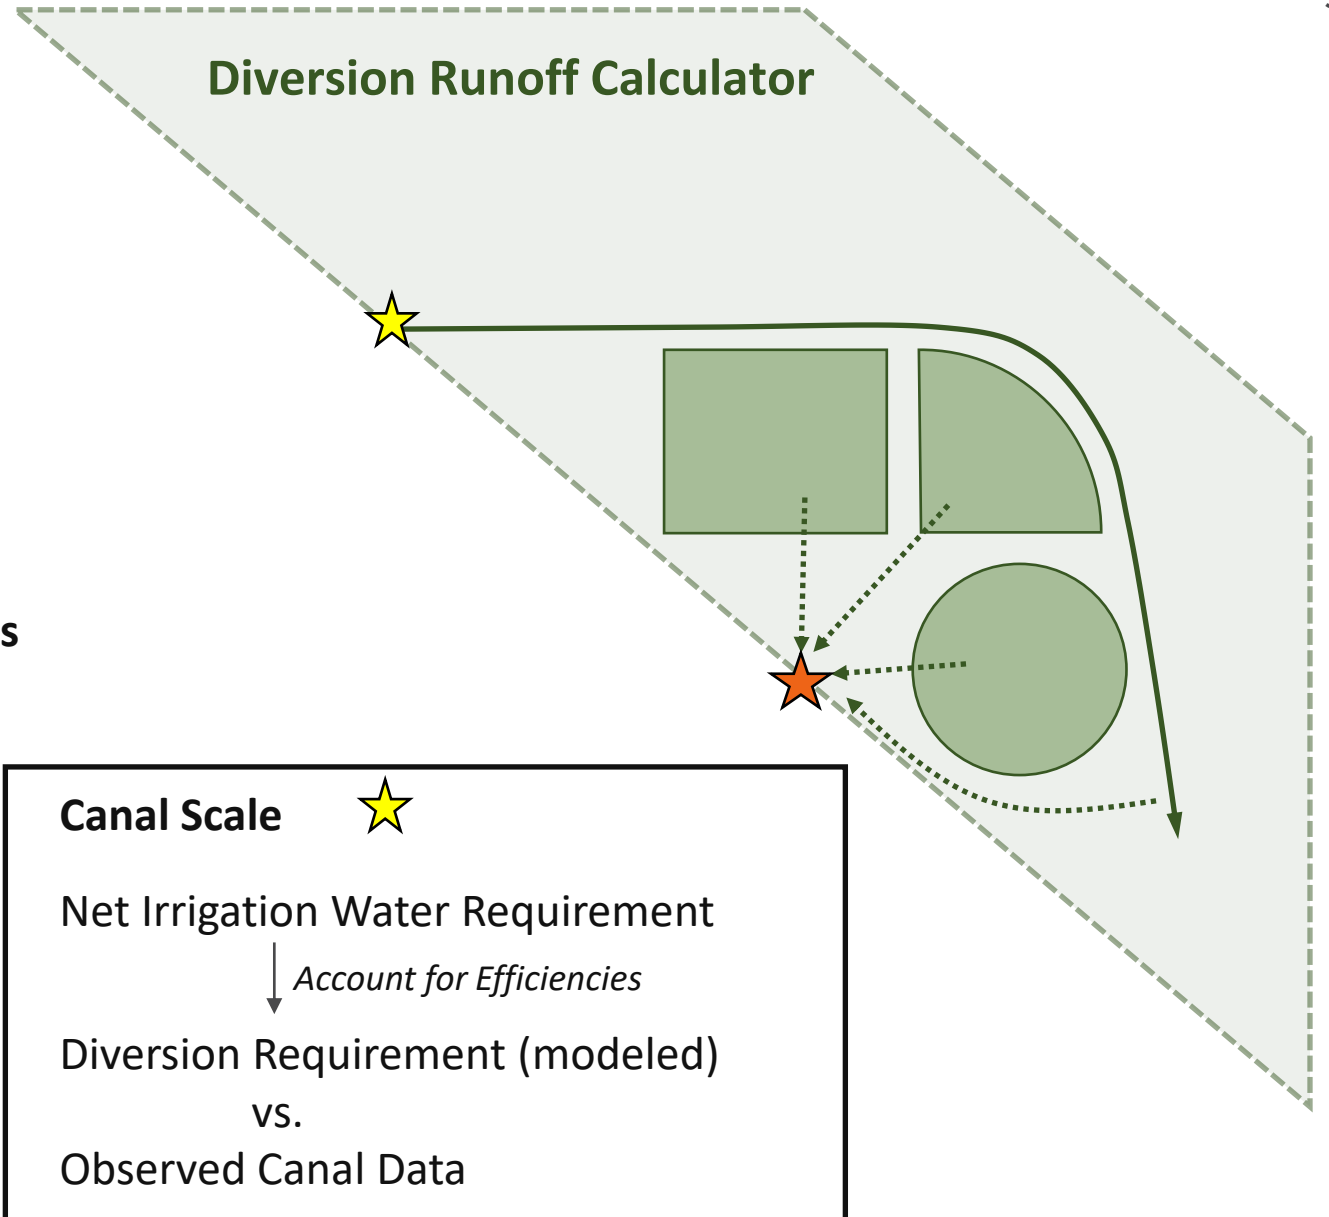 Diversion Runoff Calculator
s
Canal Scale
Net Irrigation Water Requirement
Account for Efficiencies
Diversion Requirement (modeled)
vs.
Observed Canal Data